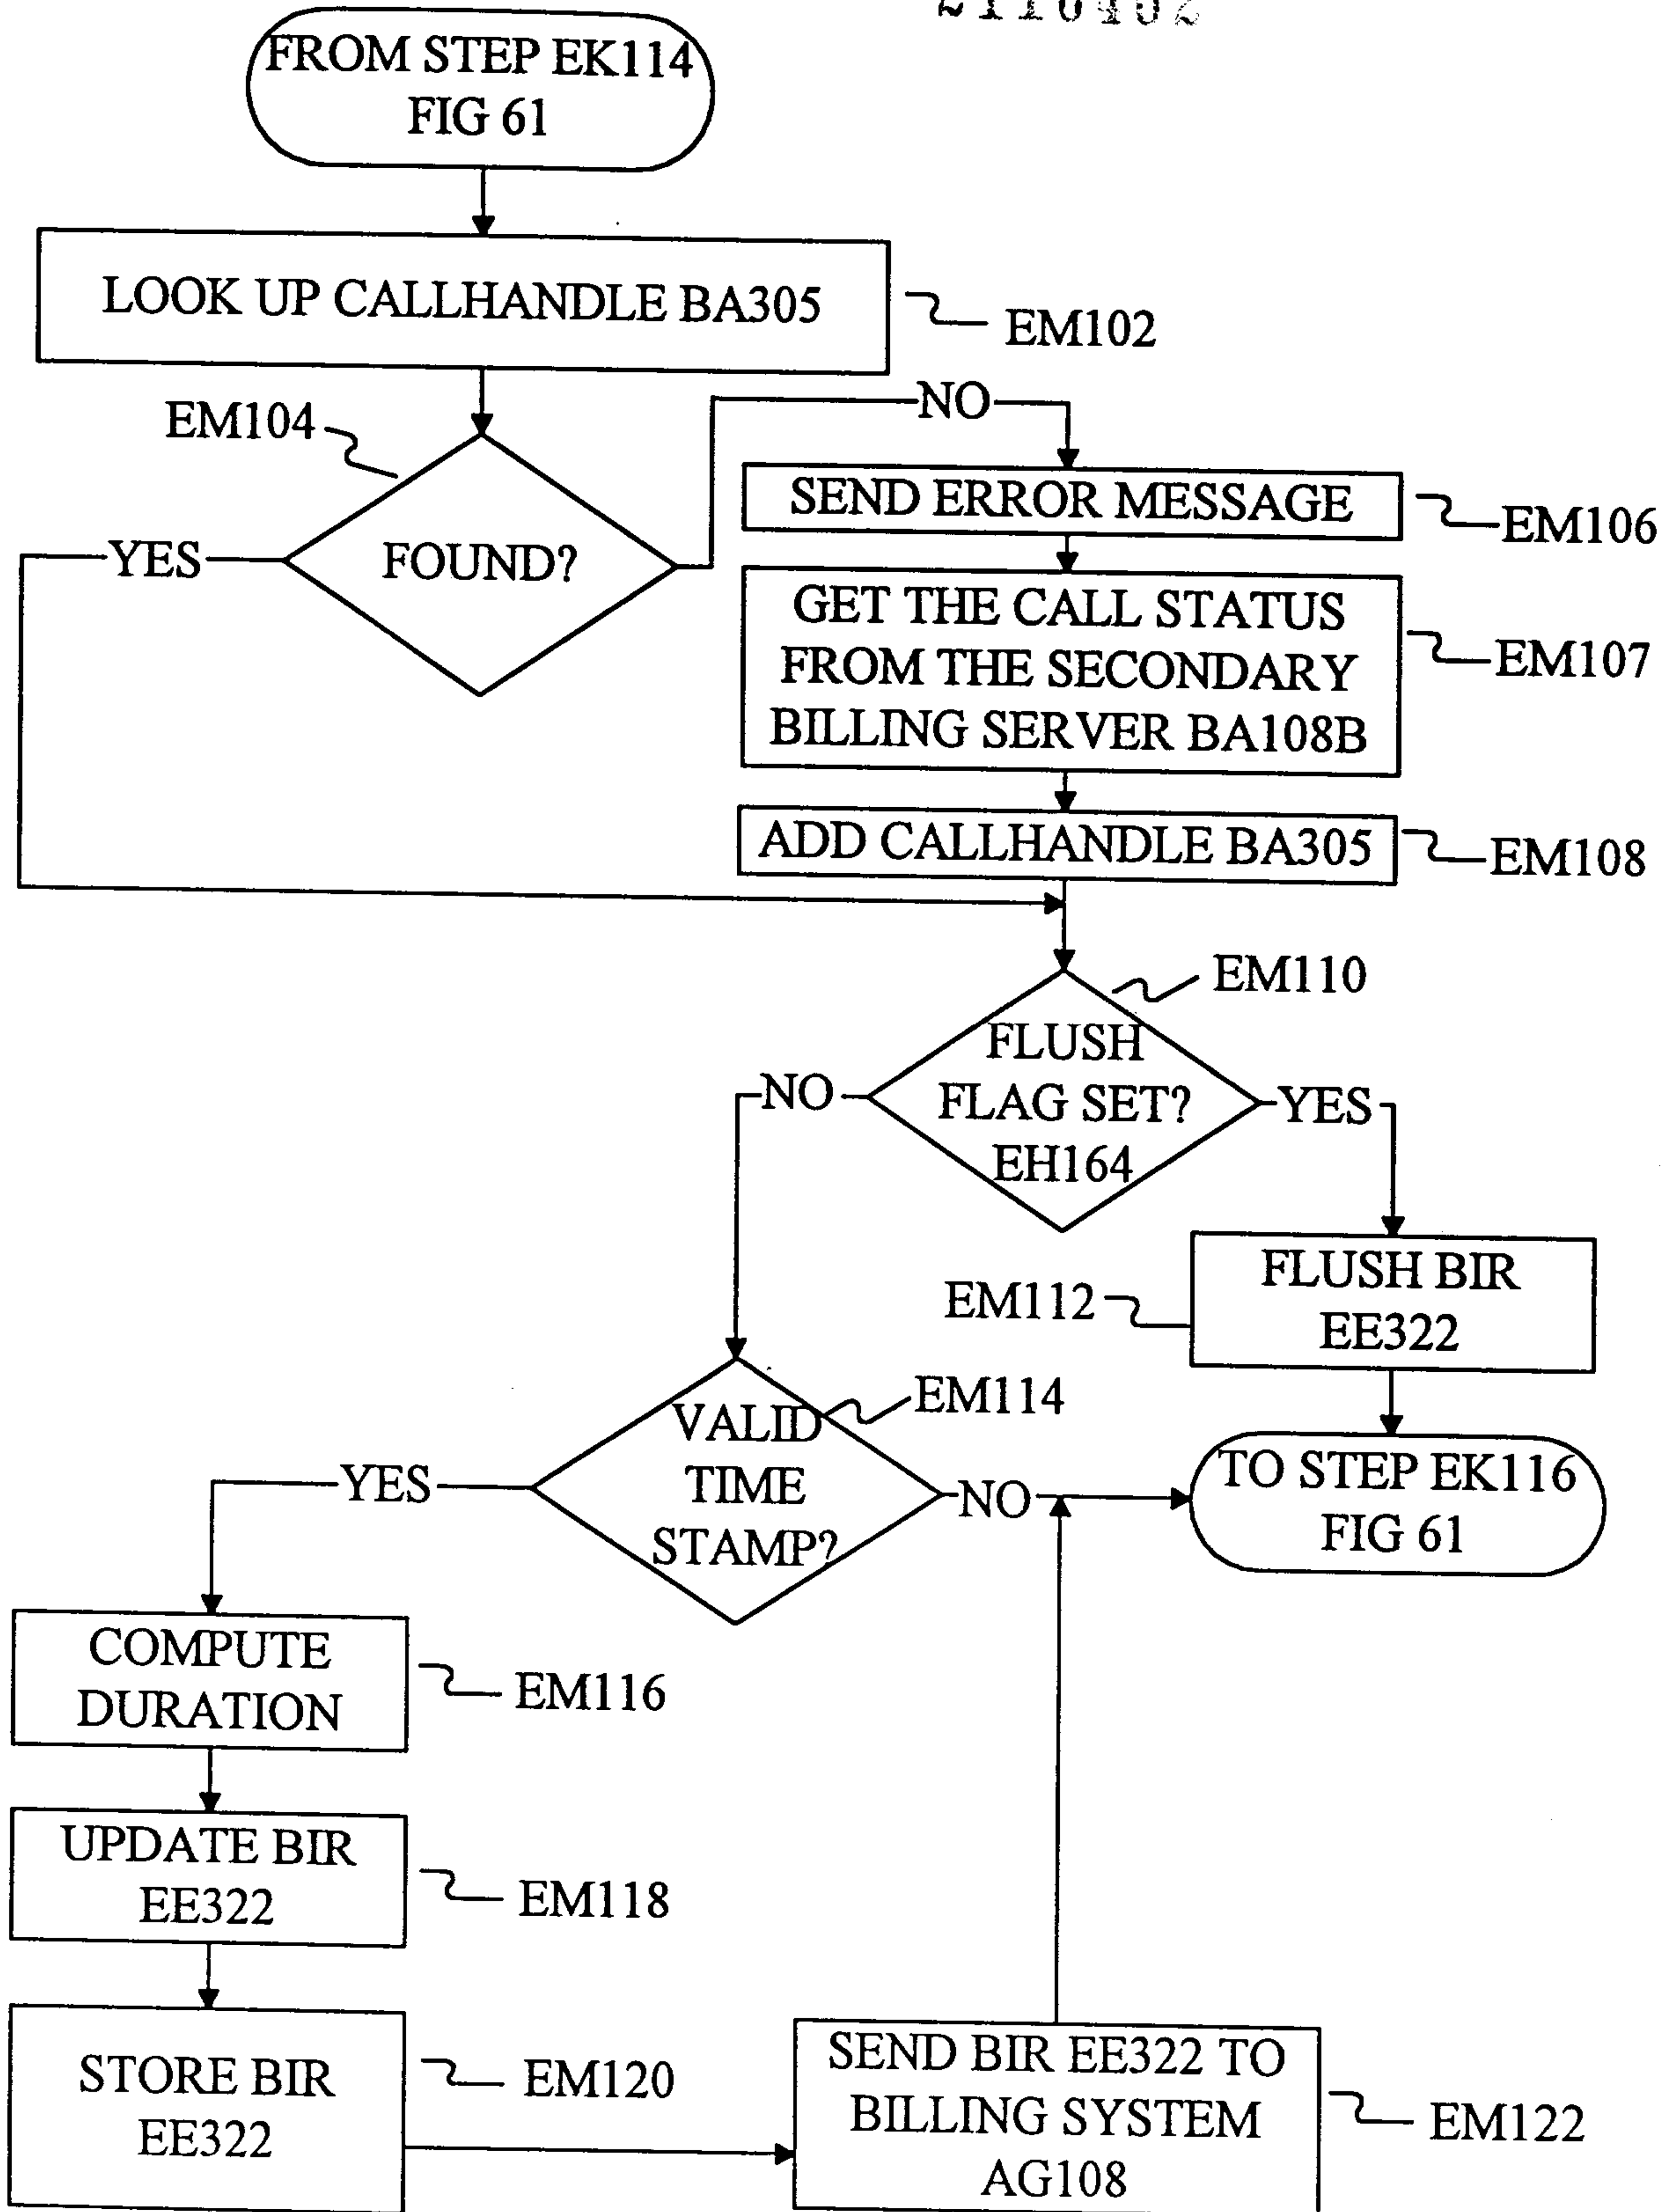 FROM STEP EK114
FIG 61
LOOK UP CALLHANDLE BA305
EM102
EM104
NO
YES
FOUND?
SEND ERROR MESSAGE
EM106
GET THE CALL STATUS
FROM THE SECONDARY
BILLING SERVER BA108B
EM107
ADD CALLHANDLE BA305
EM108
EM110
FLUSH
FLAG SET?
EH164
NO
YES
FLUSH BIR
EE322
EM112
EM114
VALID
TIME
STAMP?
YES
NO
TO STEP EK116
FIG 61
COMPUTE
DURATION
EM116
UPDATE BIR
EE322
EM118
STORE BIR
EE322
EM120
SEND BIR EE322 TO
BILLING SYSTEM
AG108
EM122